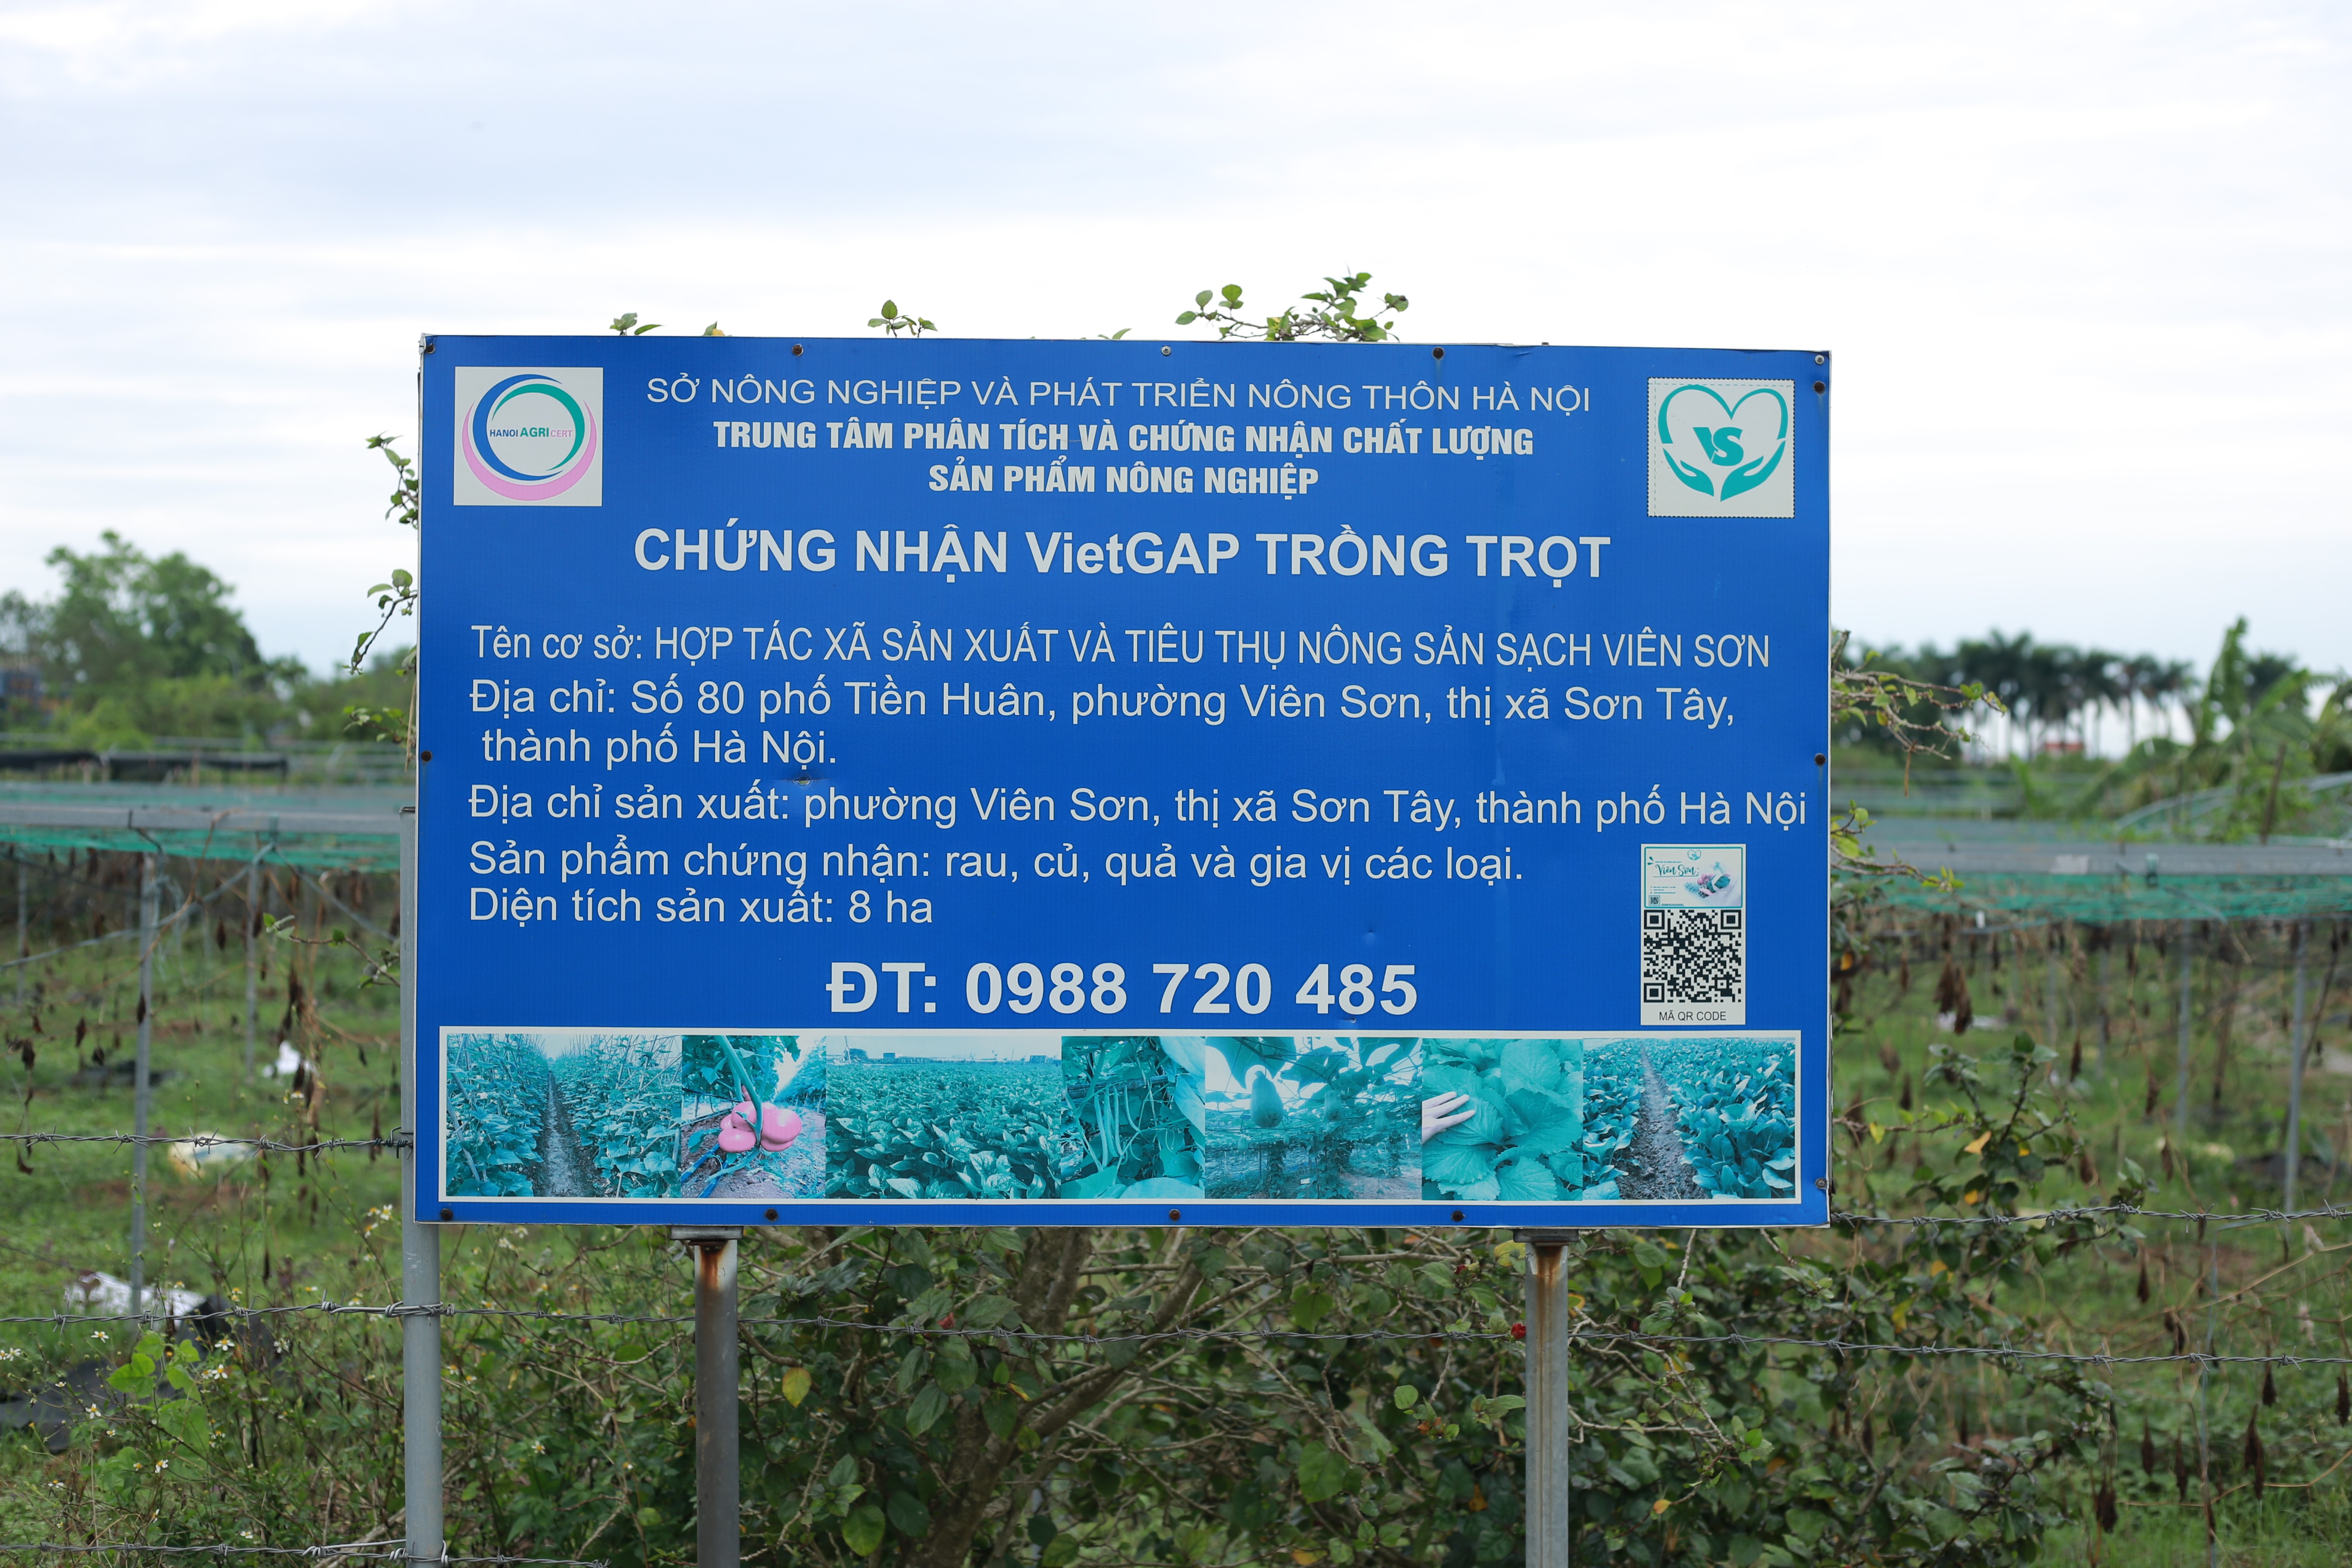 HANOI AGRI CERT
SỞ NÔNG NGHIỆP VÀ PHÁT TRIỂN NÔNG THÔN HÀ NỘI
TRUNG TÂM PHÂN TÍCH VÀ CHỨNG NHẬN CHẤT LƯỢNG
SẢN PHẨM NÔNG NGHIỆP
VS
CHỨNG NHẬN VietGAP TRỒNG TRỌT
Tên cơ sở: HỢP TÁC XÃ SẢN XUẤT VÀ TIÊU THỤ NÔNG SẢN SẠCH VIÊN SƠN
Địa chỉ: Số 80 phố Tiền Huân, phường Viên Sơn, thị xã Sơn Tây,
thành phố Hà Nội.
Địa chỉ sản xuất: phường Viên Sơn, thị xã Sơn Tây, thành phố Hà Nội
Sản phẩm chứng nhận: rau, củ, quả và gia vị các loại.
Diện tích sản xuất: 8 ha
Viên Sơn
MÃ QR CODE
ĐT: 0988 720 485